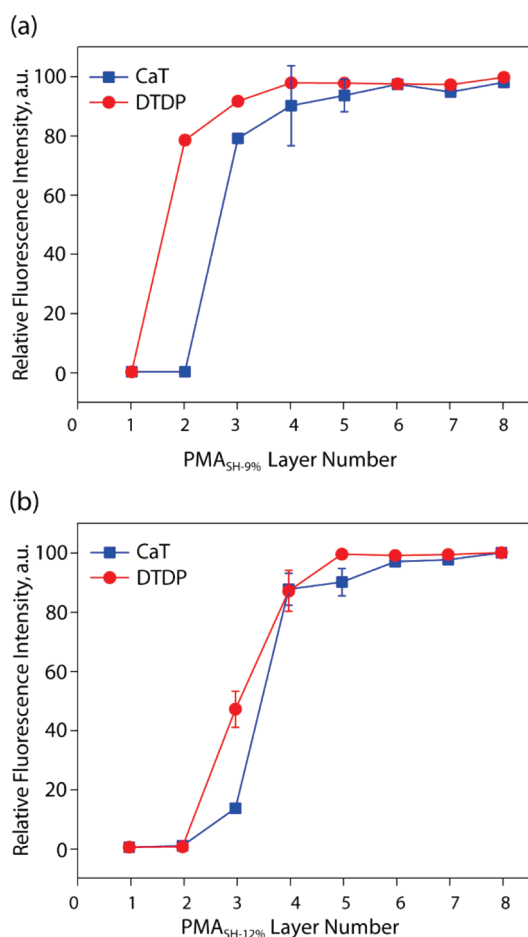 (a)
100
80
60
40
20
0
Relative Fluorescence Intensity, a.u.
CaT
DTDP
0 1 2 3 4 5 6 7 8
PMASH-9% Layer Number
(b)
100
80
60
40
20
0
Relative Fluorescence Intensity, a.u.
CaT
DTDP
0 1 2 3 4 5 6 7 8
PMASH-12% Layer Number